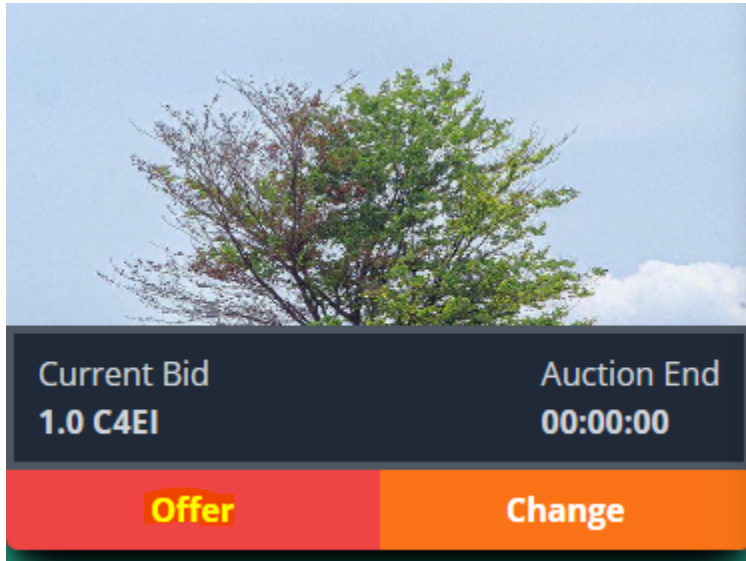 Current Bid
Auction End
1.0 C4EI
00:00:00
Offer
Change